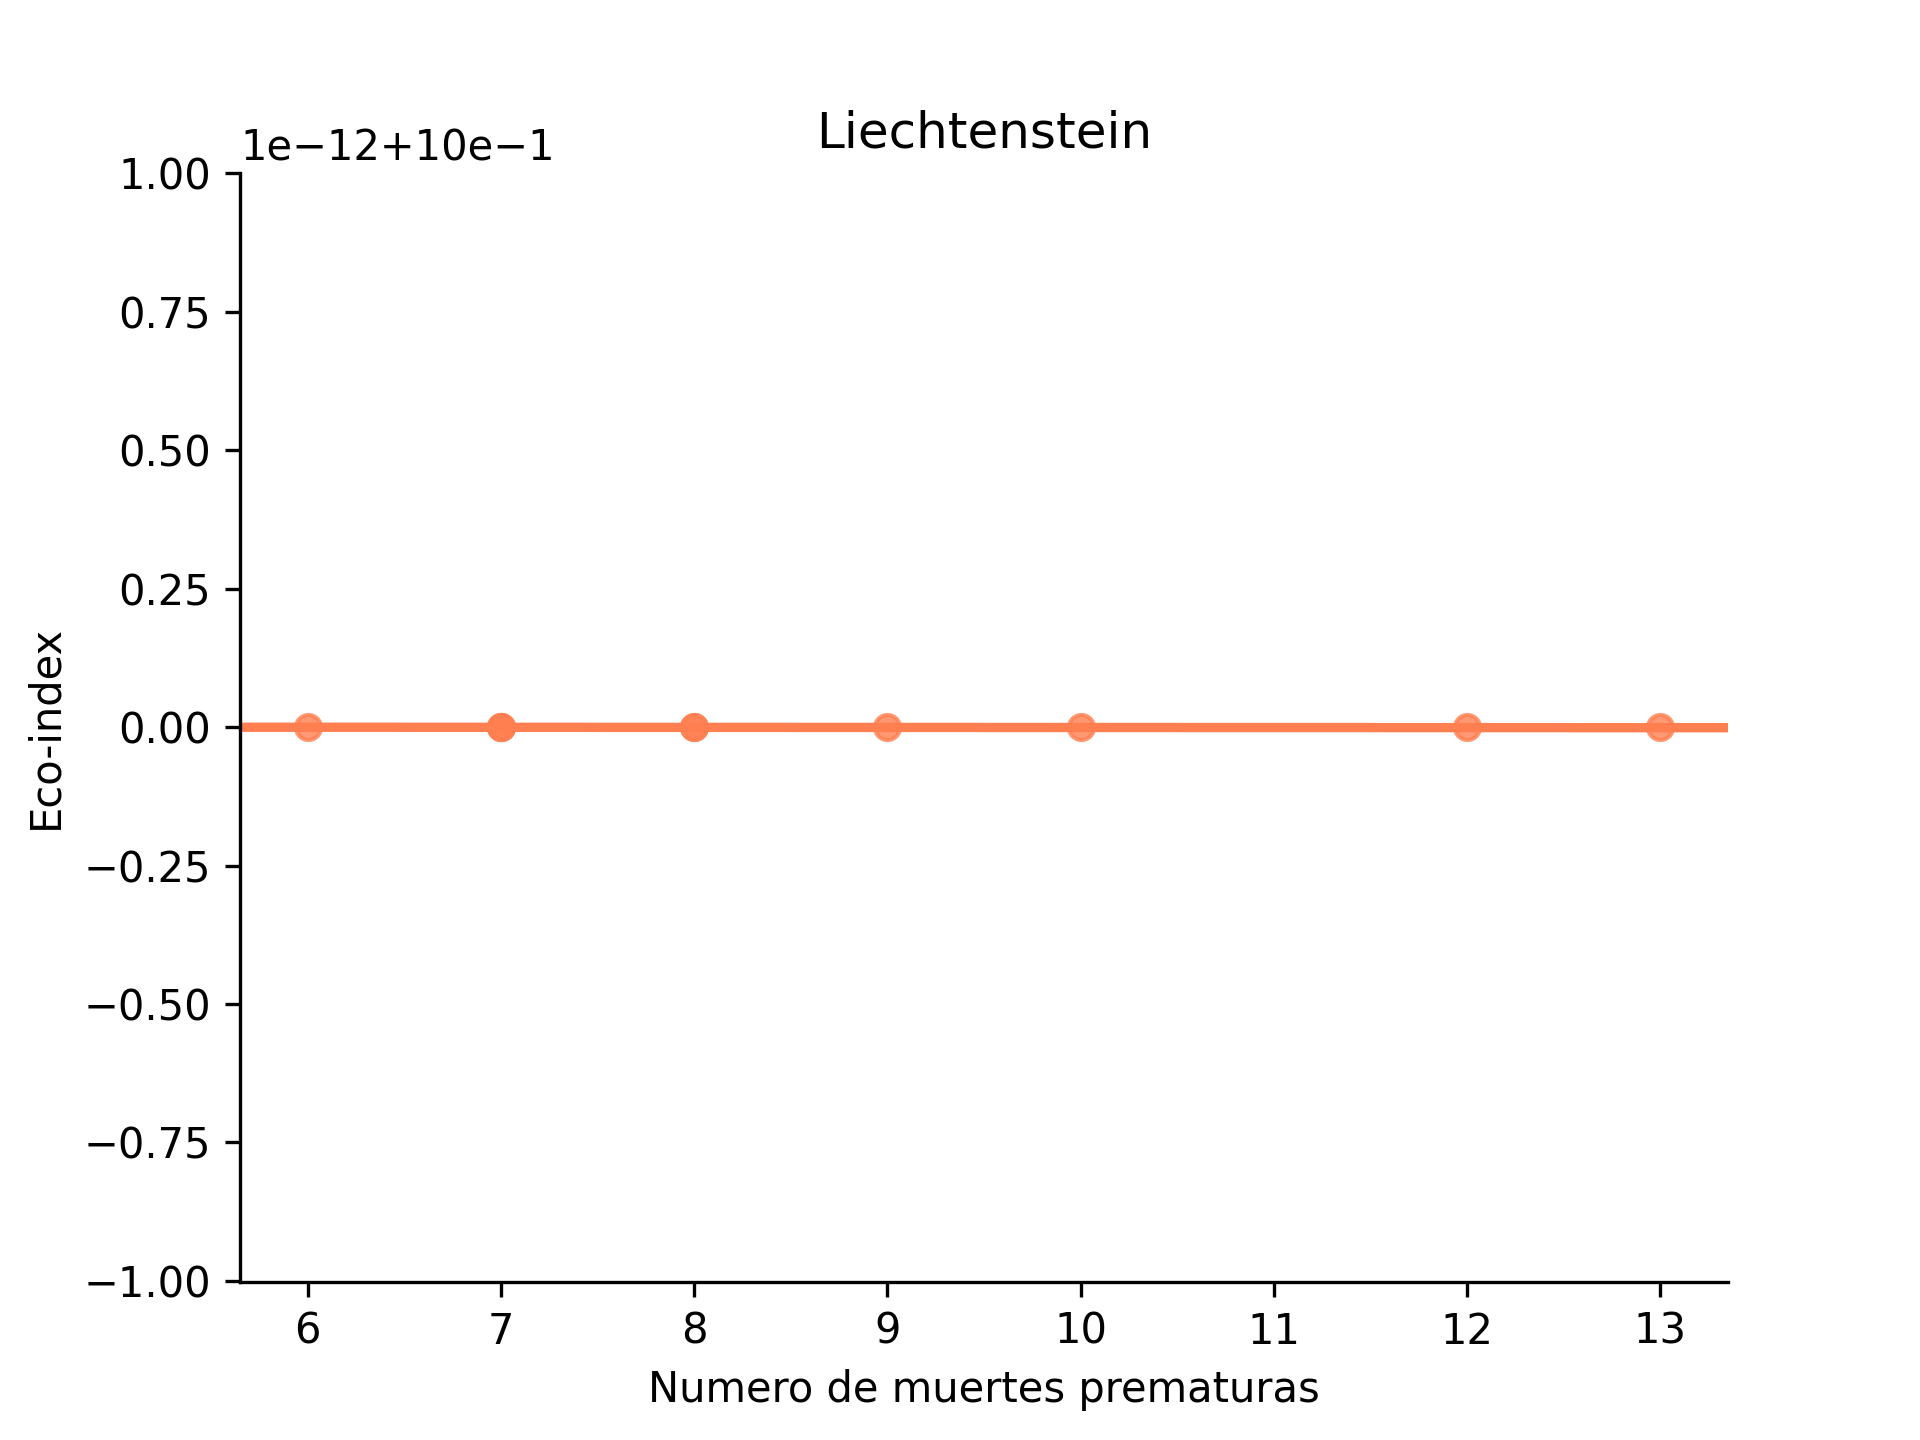 Liechtenstein
1e−12+10e−1
1.00
0.75
0.50
0.25
0.00
−0.25
−0.50
−0.75
−1.00
Eco-index
6 7 8 9 10 11 12 13
Numero de muertes prematuras